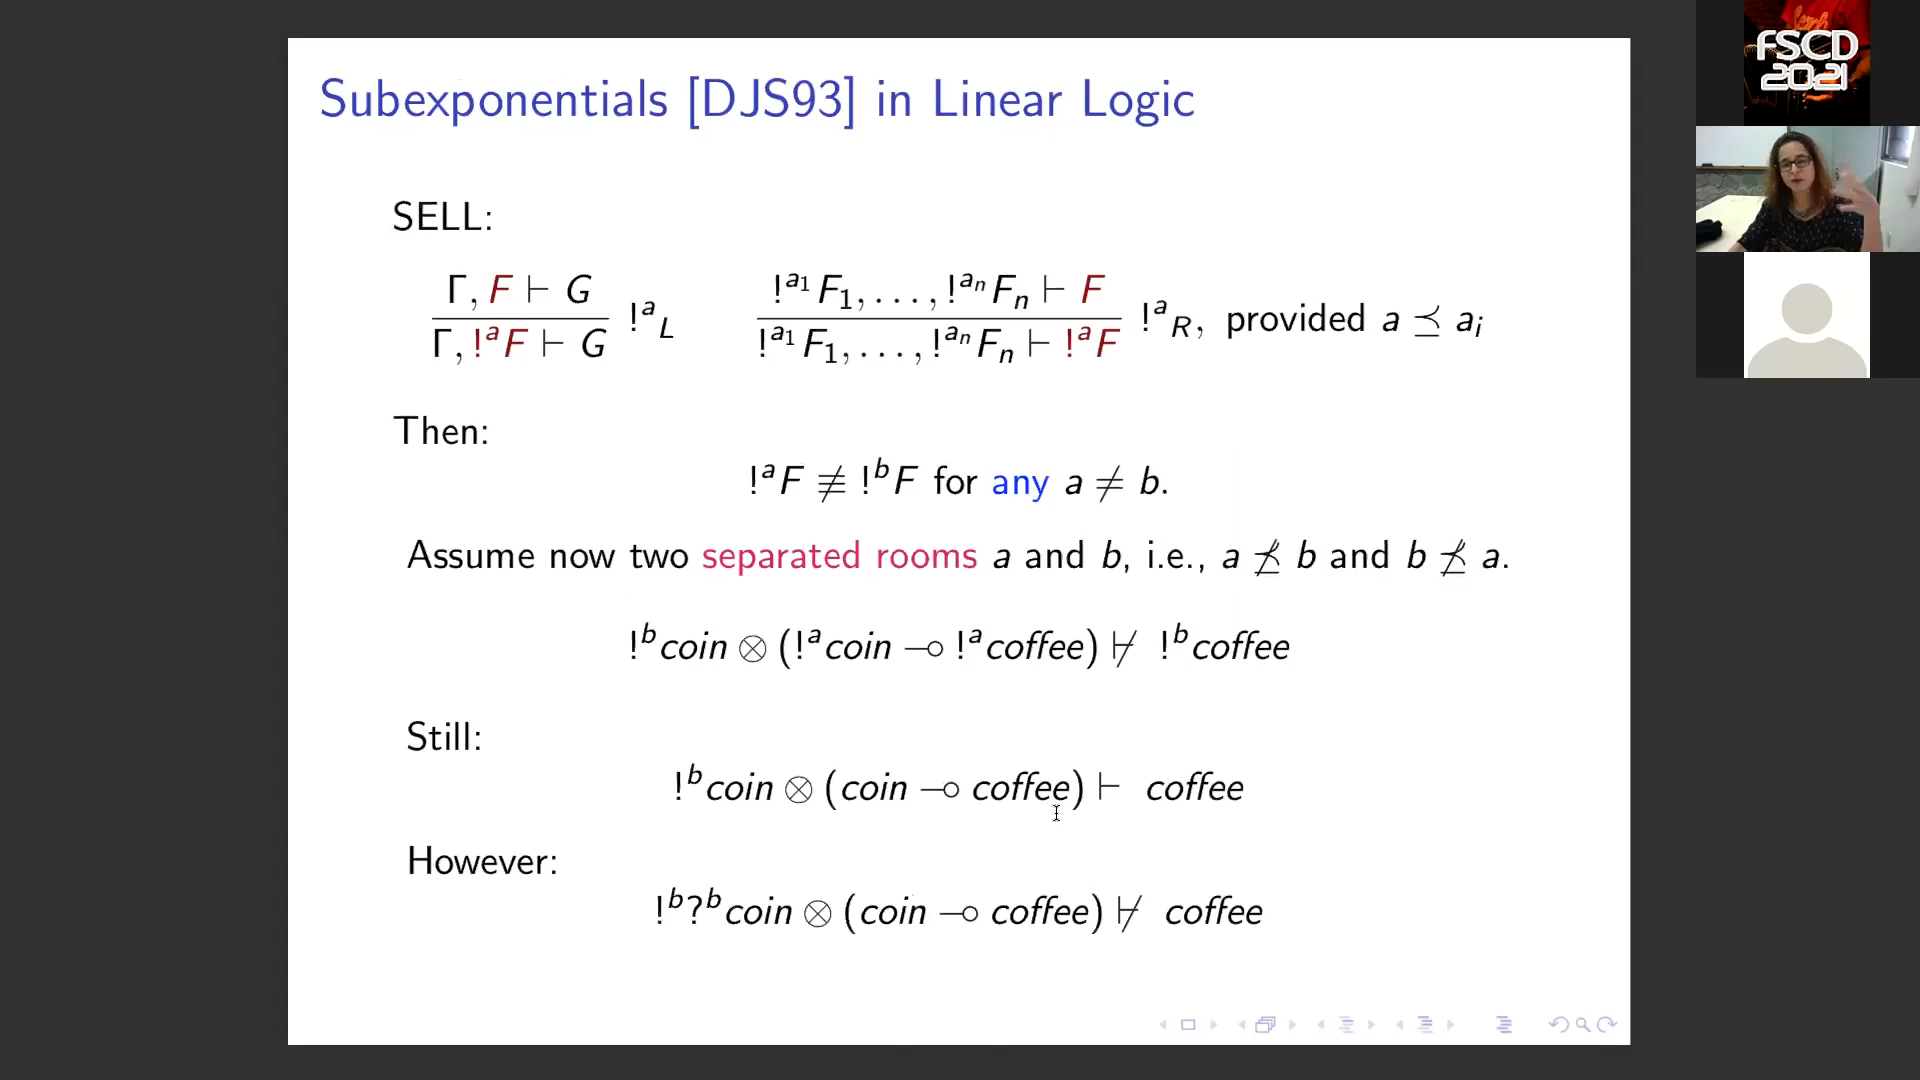 Subexponentials [DJS93] in Linear Logic
SELL:
Γ, F ⊢ G
Γ, !ᵃF ⊢ G
!ᵃL
!ᵃ¹F₁, . . . , !ᵃⁿFₙ ⊢ F
!ᵃ¹F₁, . . . , !ᵃⁿFₙ ⊢ !ᵃF
!ᵃR, provided a ⪯ aᵢ
Then:
!ᵃF ≢ !ᵇF for any a ≠ b.
Assume now two separated rooms a and b, i.e., a ⪯̸ b and b ⪯̸ a.
!ᵇcoin ⊗ (!ᵃcoin ⊸ !ᵃcoffee) ⊬ !ᵇcoffee
Still:
!ᵇcoin ⊗ (coin ⊸ coffee) ⊢ coffee
However:
!ᵇ?ᵇcoin ⊗ (coin ⊸ coffee) ⊬ coffee
FSCD
2021